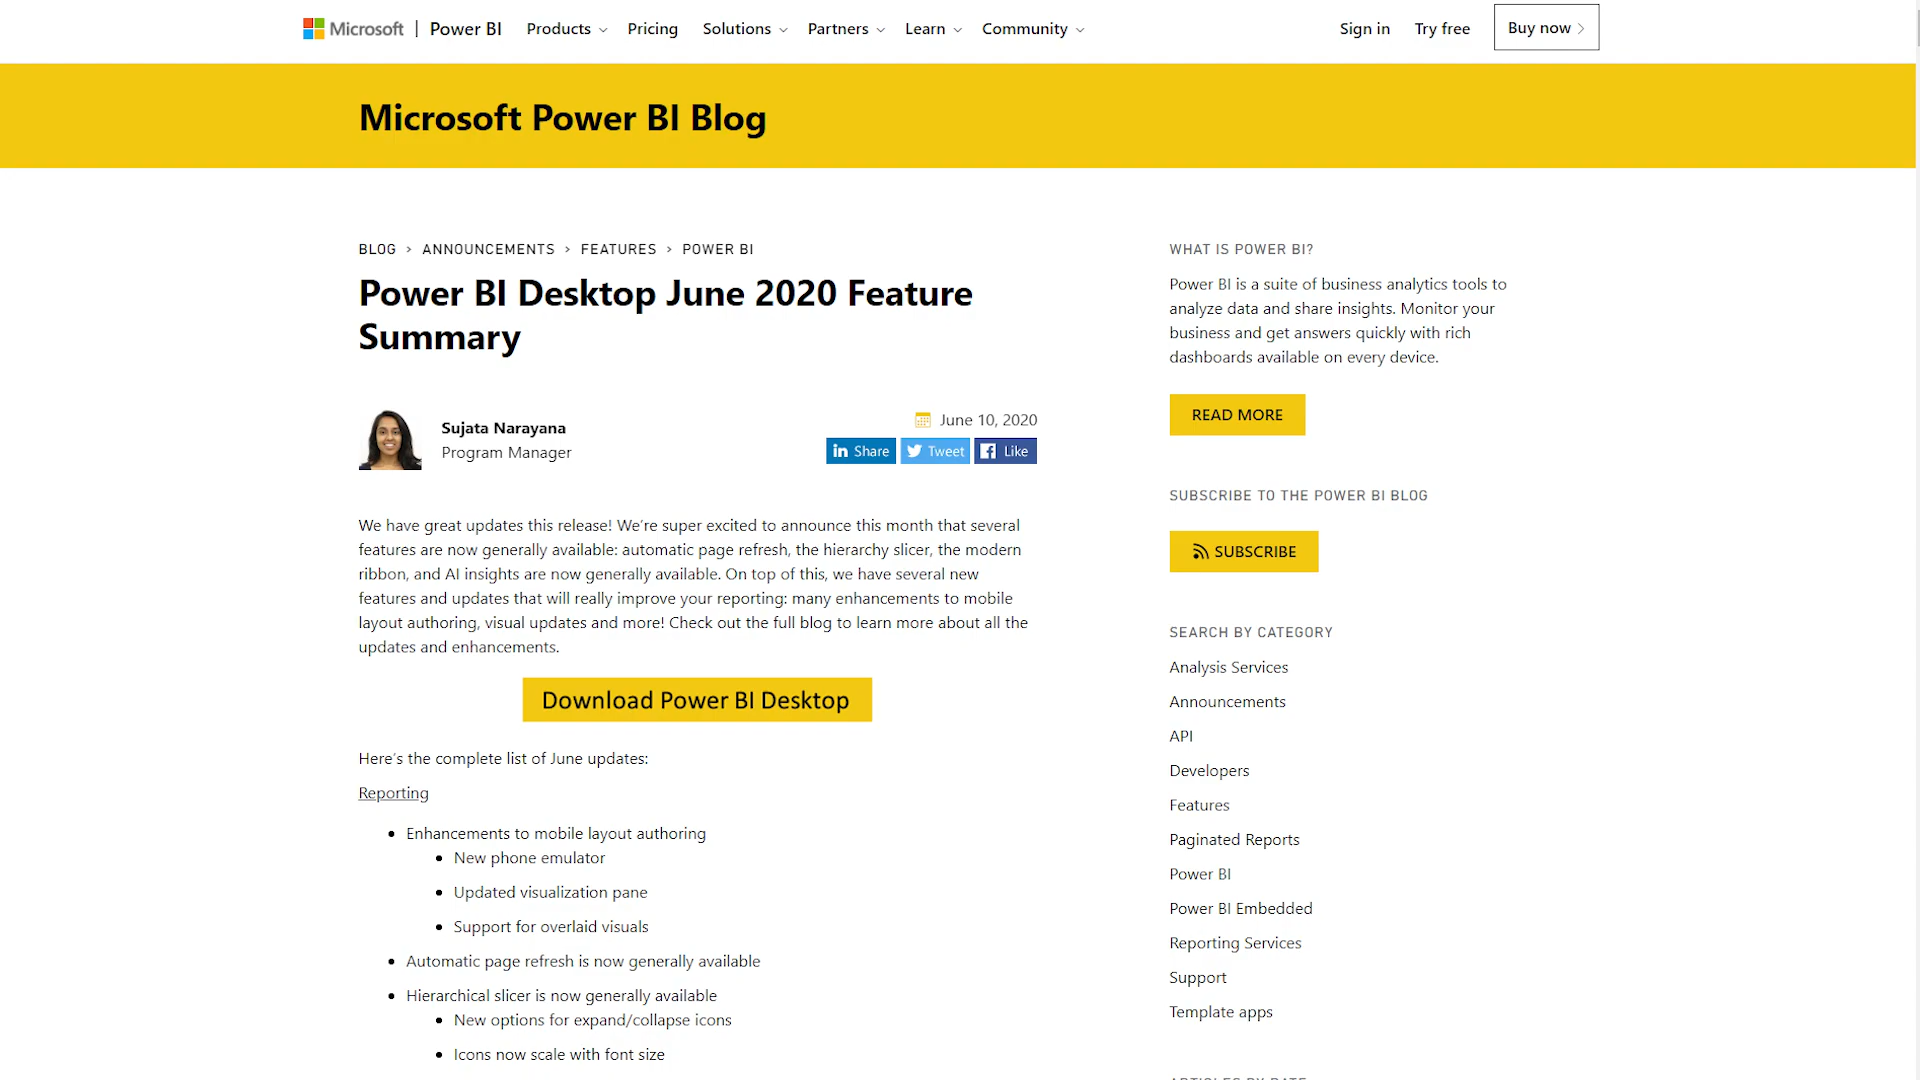 Microsoft | Power BI Products Pricing Solutions Partners Learn Community Sign in Try free Buy now
Microsoft Power BI Blog
BLOG > ANNOUNCEMENTS > FEATURES > POWER BI
Power BI Desktop June 2020 Feature
Summary
Sujata Narayana
Program Manager
June 10, 2020
in Share Tweet Like
We have great updates this release! We're super excited to announce this month that several
features are now generally available: automatic page refresh, the hierarchy slicer, the modern
ribbon, and AI insights are now generally available. On top of this, we have several new
features and updates that will really improve your reporting: many enhancements to mobile
layout authoring, visual updates and more! Check out the full blog to learn more about all the
updates and enhancements.
Download Power BI Desktop
Here's the complete list of June updates:
Reporting
• Enhancements to mobile layout authoring
• New phone emulator
• Updated visualization pane
• Support for overlaid visuals
• Automatic page refresh is now generally available
• Hierarchical slicer is now generally available
• New options for expand/collapse icons
• Icons now scale with font size
WHAT IS POWER BI?
Power BI is a suite of business analytics tools to
analyze data and share insights. Monitor your
business and get answers quickly with rich
dashboards available on every device.
READ MORE
SUBSCRIBE TO THE POWER BI BLOG
SUBSCRIBE
SEARCH BY CATEGORY
Analysis Services
Announcements
API
Developers
Features
Paginated Reports
Power BI
Power BI Embedded
Reporting Services
Support
Template apps
ARTICLES BY DATE